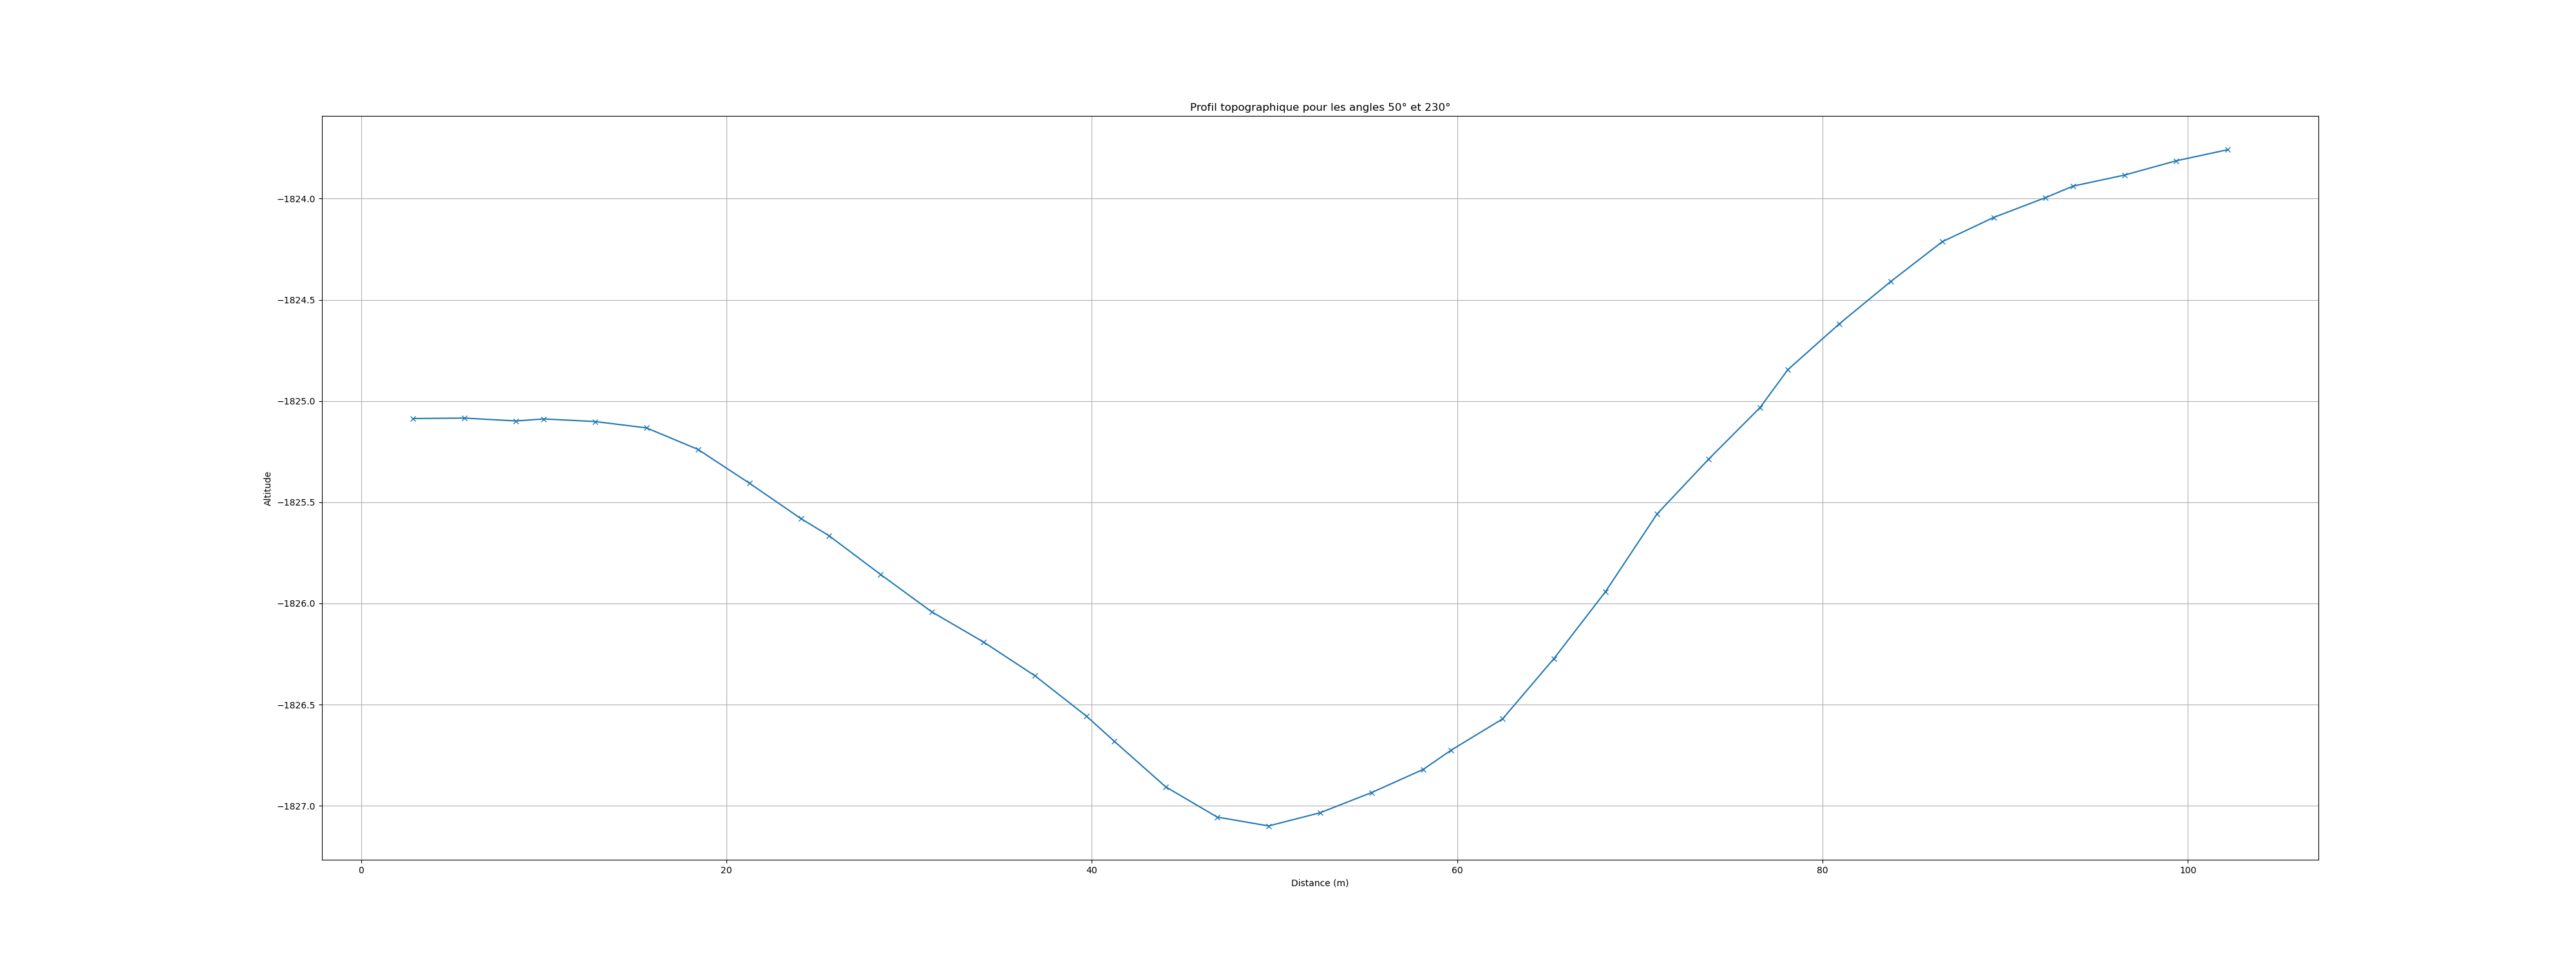 Profil topographique pour les angles 50° et 230°
−1824.0
−1824.5
−1825.0
−1825.5
−1826.0
−1826.5
−1827.0
Altitude
0 20 40 60 80 100
Distance (m)